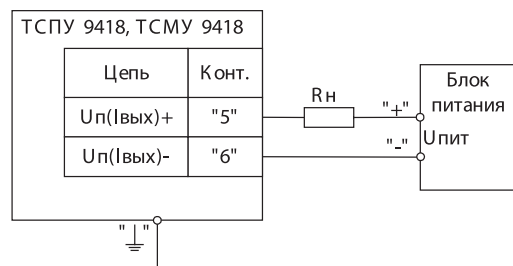 ТСПУ 9418, ТСМУ 9418
Цепь Конт.
Uп(Iвых)+ "5"
Uп(Iвых)- "6"
Rн
"+"
"-"
Блок
питания
Uпит
" "